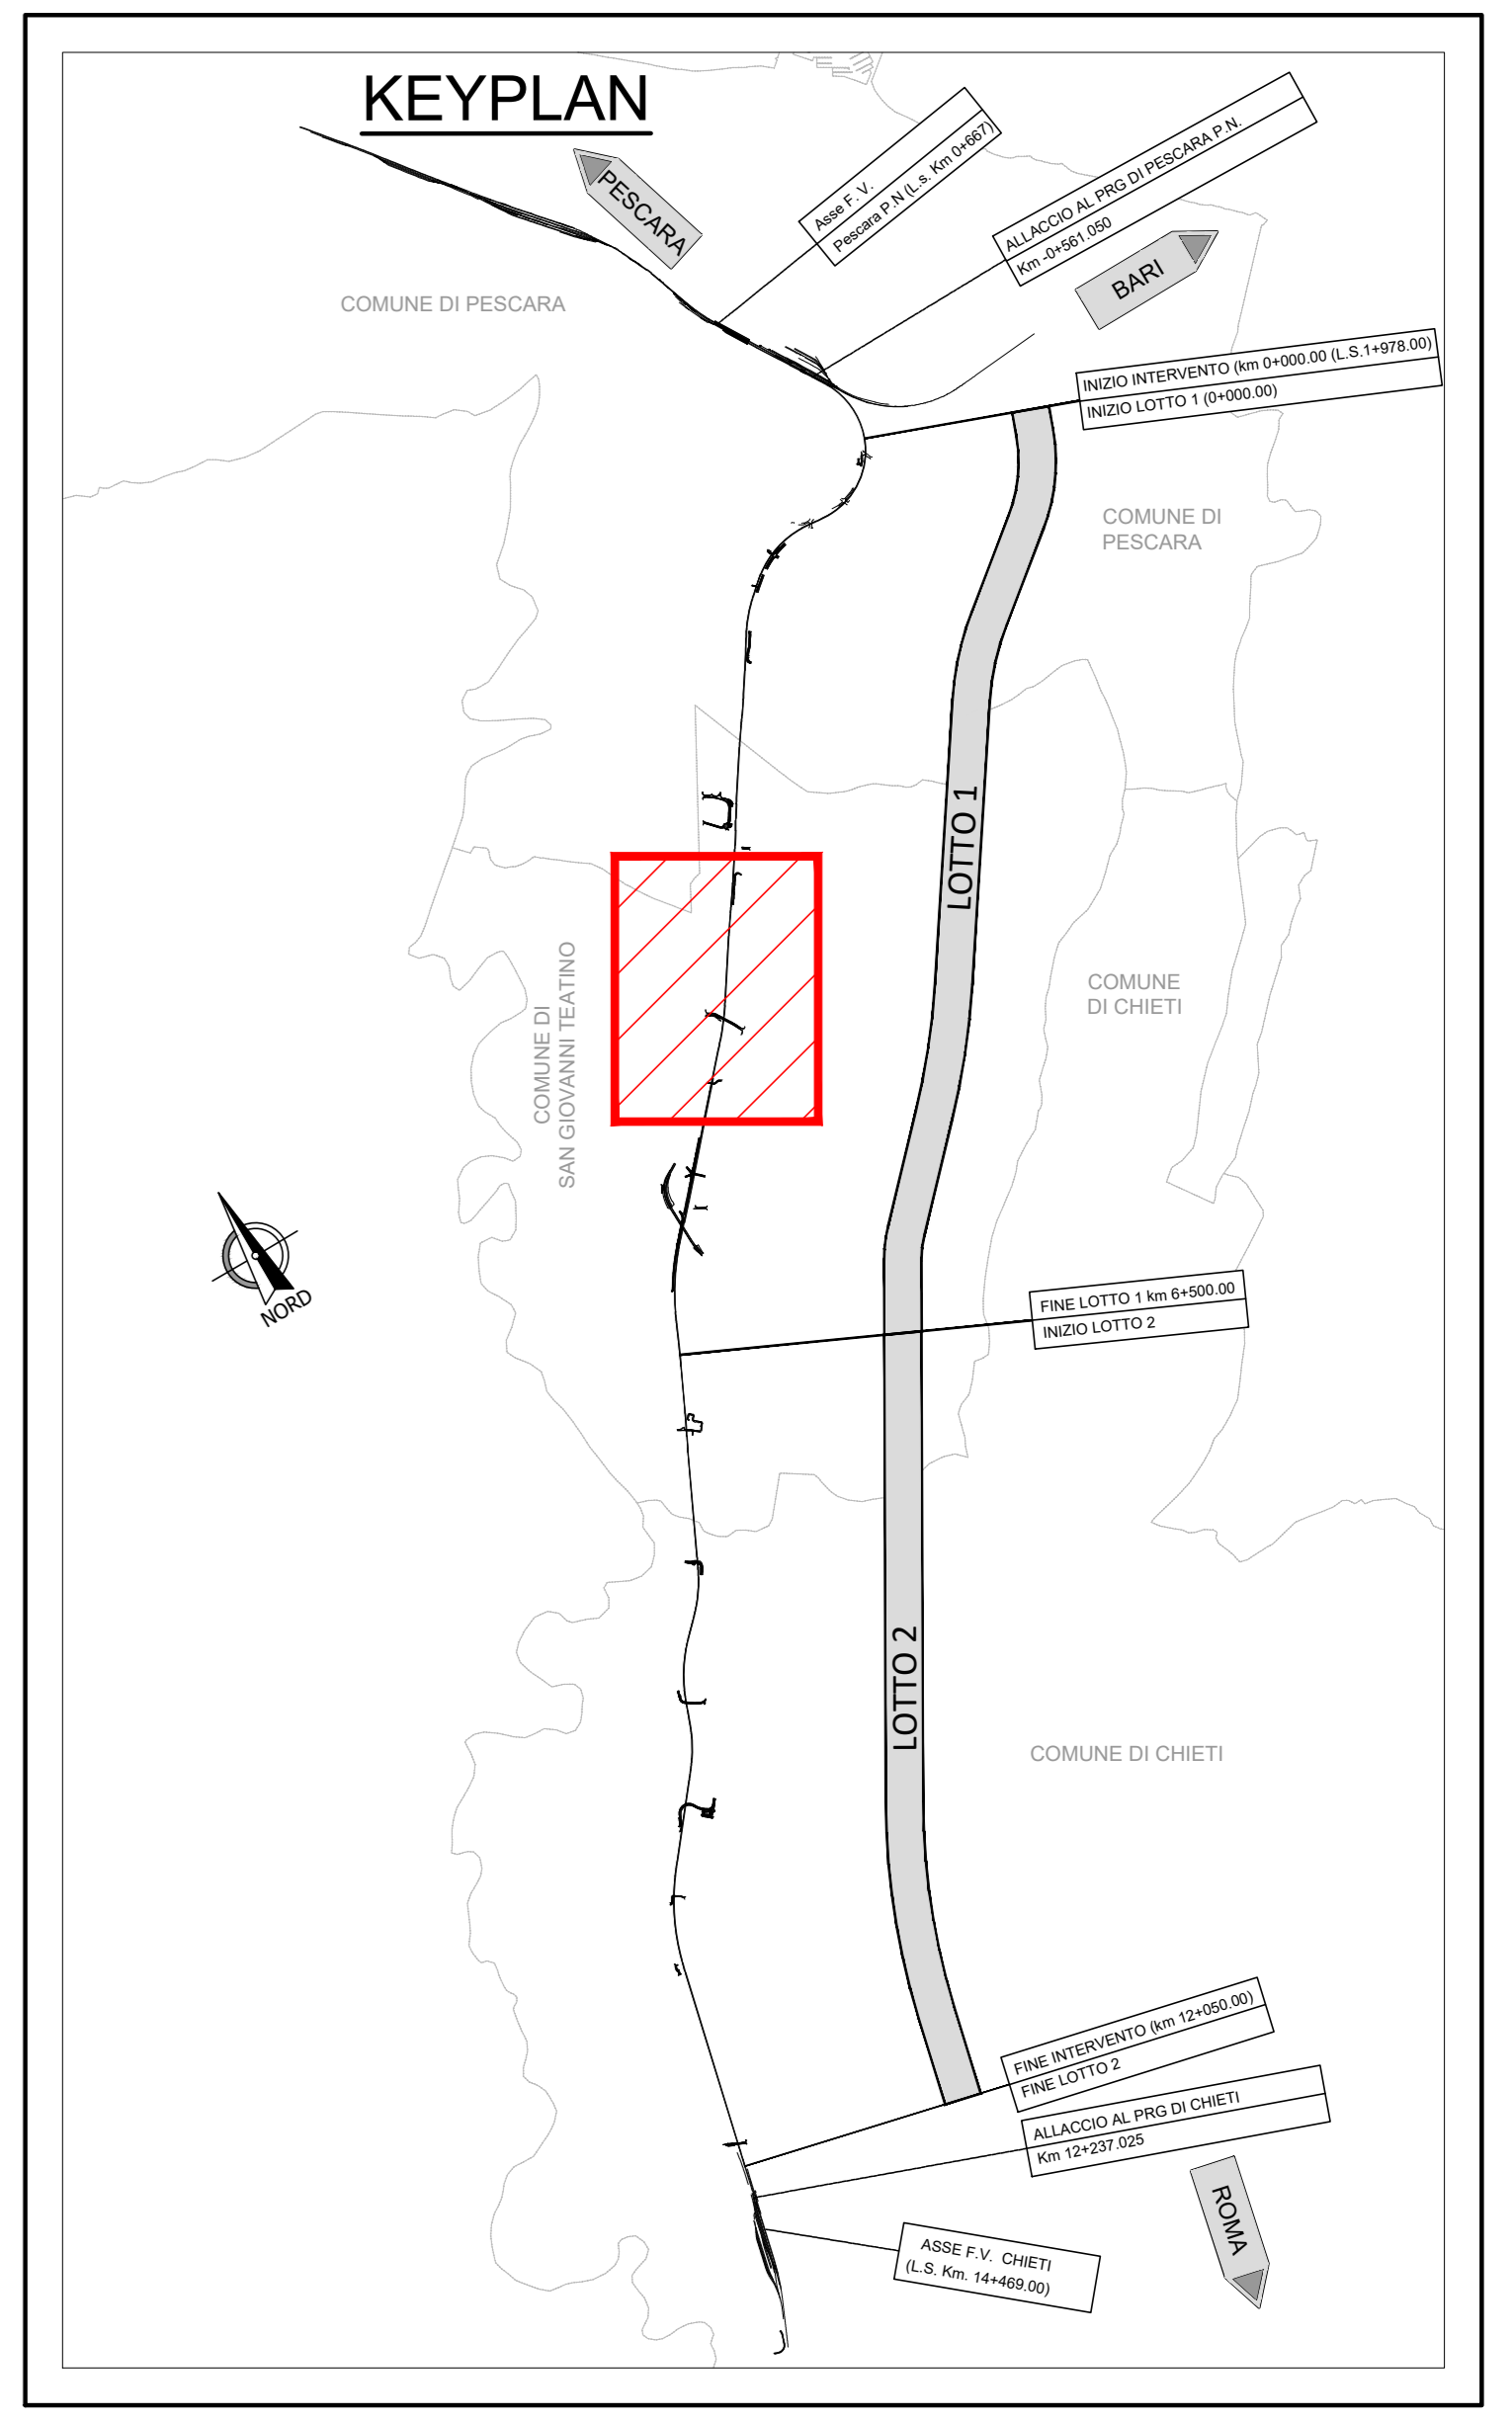 KEYPLAN
PESCARA
Asse F. V.
Pescara P.N (L.s. Km 0+667)
ALLACCIO AL PRG DI PESCARA P.N.
Km -0+561.050
BARI
COMUNE DI PESCARA
INIZIO INTERVENTO (km 0+000.00 (L.S.1+978.00)
INIZIO LOTTO 1 (0+000.00)
COMUNE DI
PESCARA
LOTTO 1
COMUNE DI
SAN GIOVANNI TEATINO
COMUNE
DI CHIETI
NORD
FINE LOTTO 1 km 6+500.00
INIZIO LOTTO 2
LOTTO 2
COMUNE DI CHIETI
FINE INTERVENTO (km 12+050.00)
FINE LOTTO 2
ALLACCIO AL PRG DI CHIETI
Km 12+237.025
ROMA
ASSE F.V. CHIETI
(L.S. Km. 14+469.00)